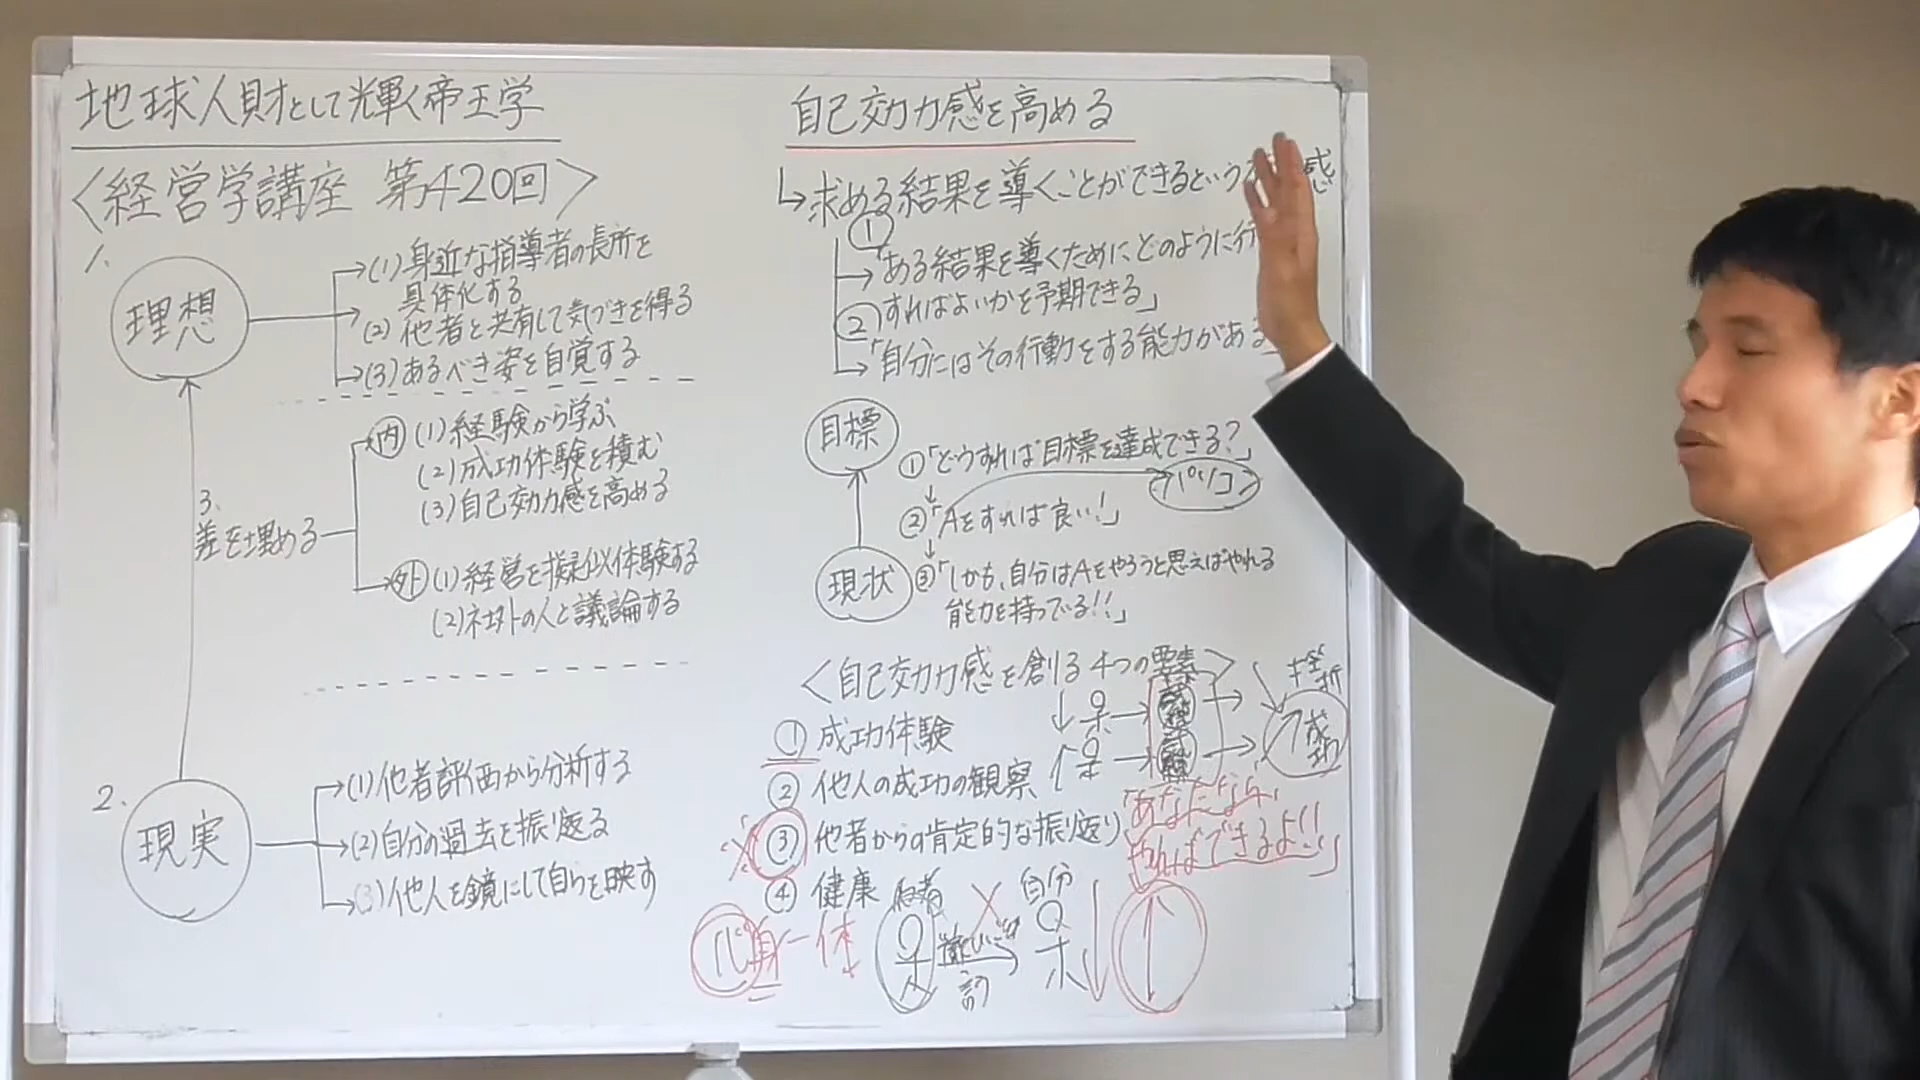 地球人財として輝く帝王学
〈経営学講座 第420回〉
1.
理想
(1)身近な指導者の長所を
具体化する
(2)他者と共有して気づきを得る
(3)あるべき姿を自覚する
3.
差を埋める
内
(1)経験から学ぶ
(2)成功体験を積む
(3)自己効力感を高める
外
(1)経営を擬似体験する
(2)社外の人と議論する
2.
現実
(1)他者評価から分析する
(2)自分の過去を振り返る
(3)他人を鏡にして自らを映す
自己効力感を高める
求める結果を導くことができるという 感
①
「ある結果を導くためにどのように行
すればよいかを予期できる」
②
「自分にはその行動をする能力がある
目標
①「どうすれば目標を達成できる?」
パソコン
②「Aをすれば良い!」
現状
③「しかも、自分はAをやろうと思えばやれる
能力を持っている!!」
〈自己効力感を創る4つの要素〉
挫折
成功
①成功体験
②他人の成功の観察
③他者からの肯定的な振り返り
「あなたなら、
やればできるよ!!」
④健康
他者
自分
心身一体
罰